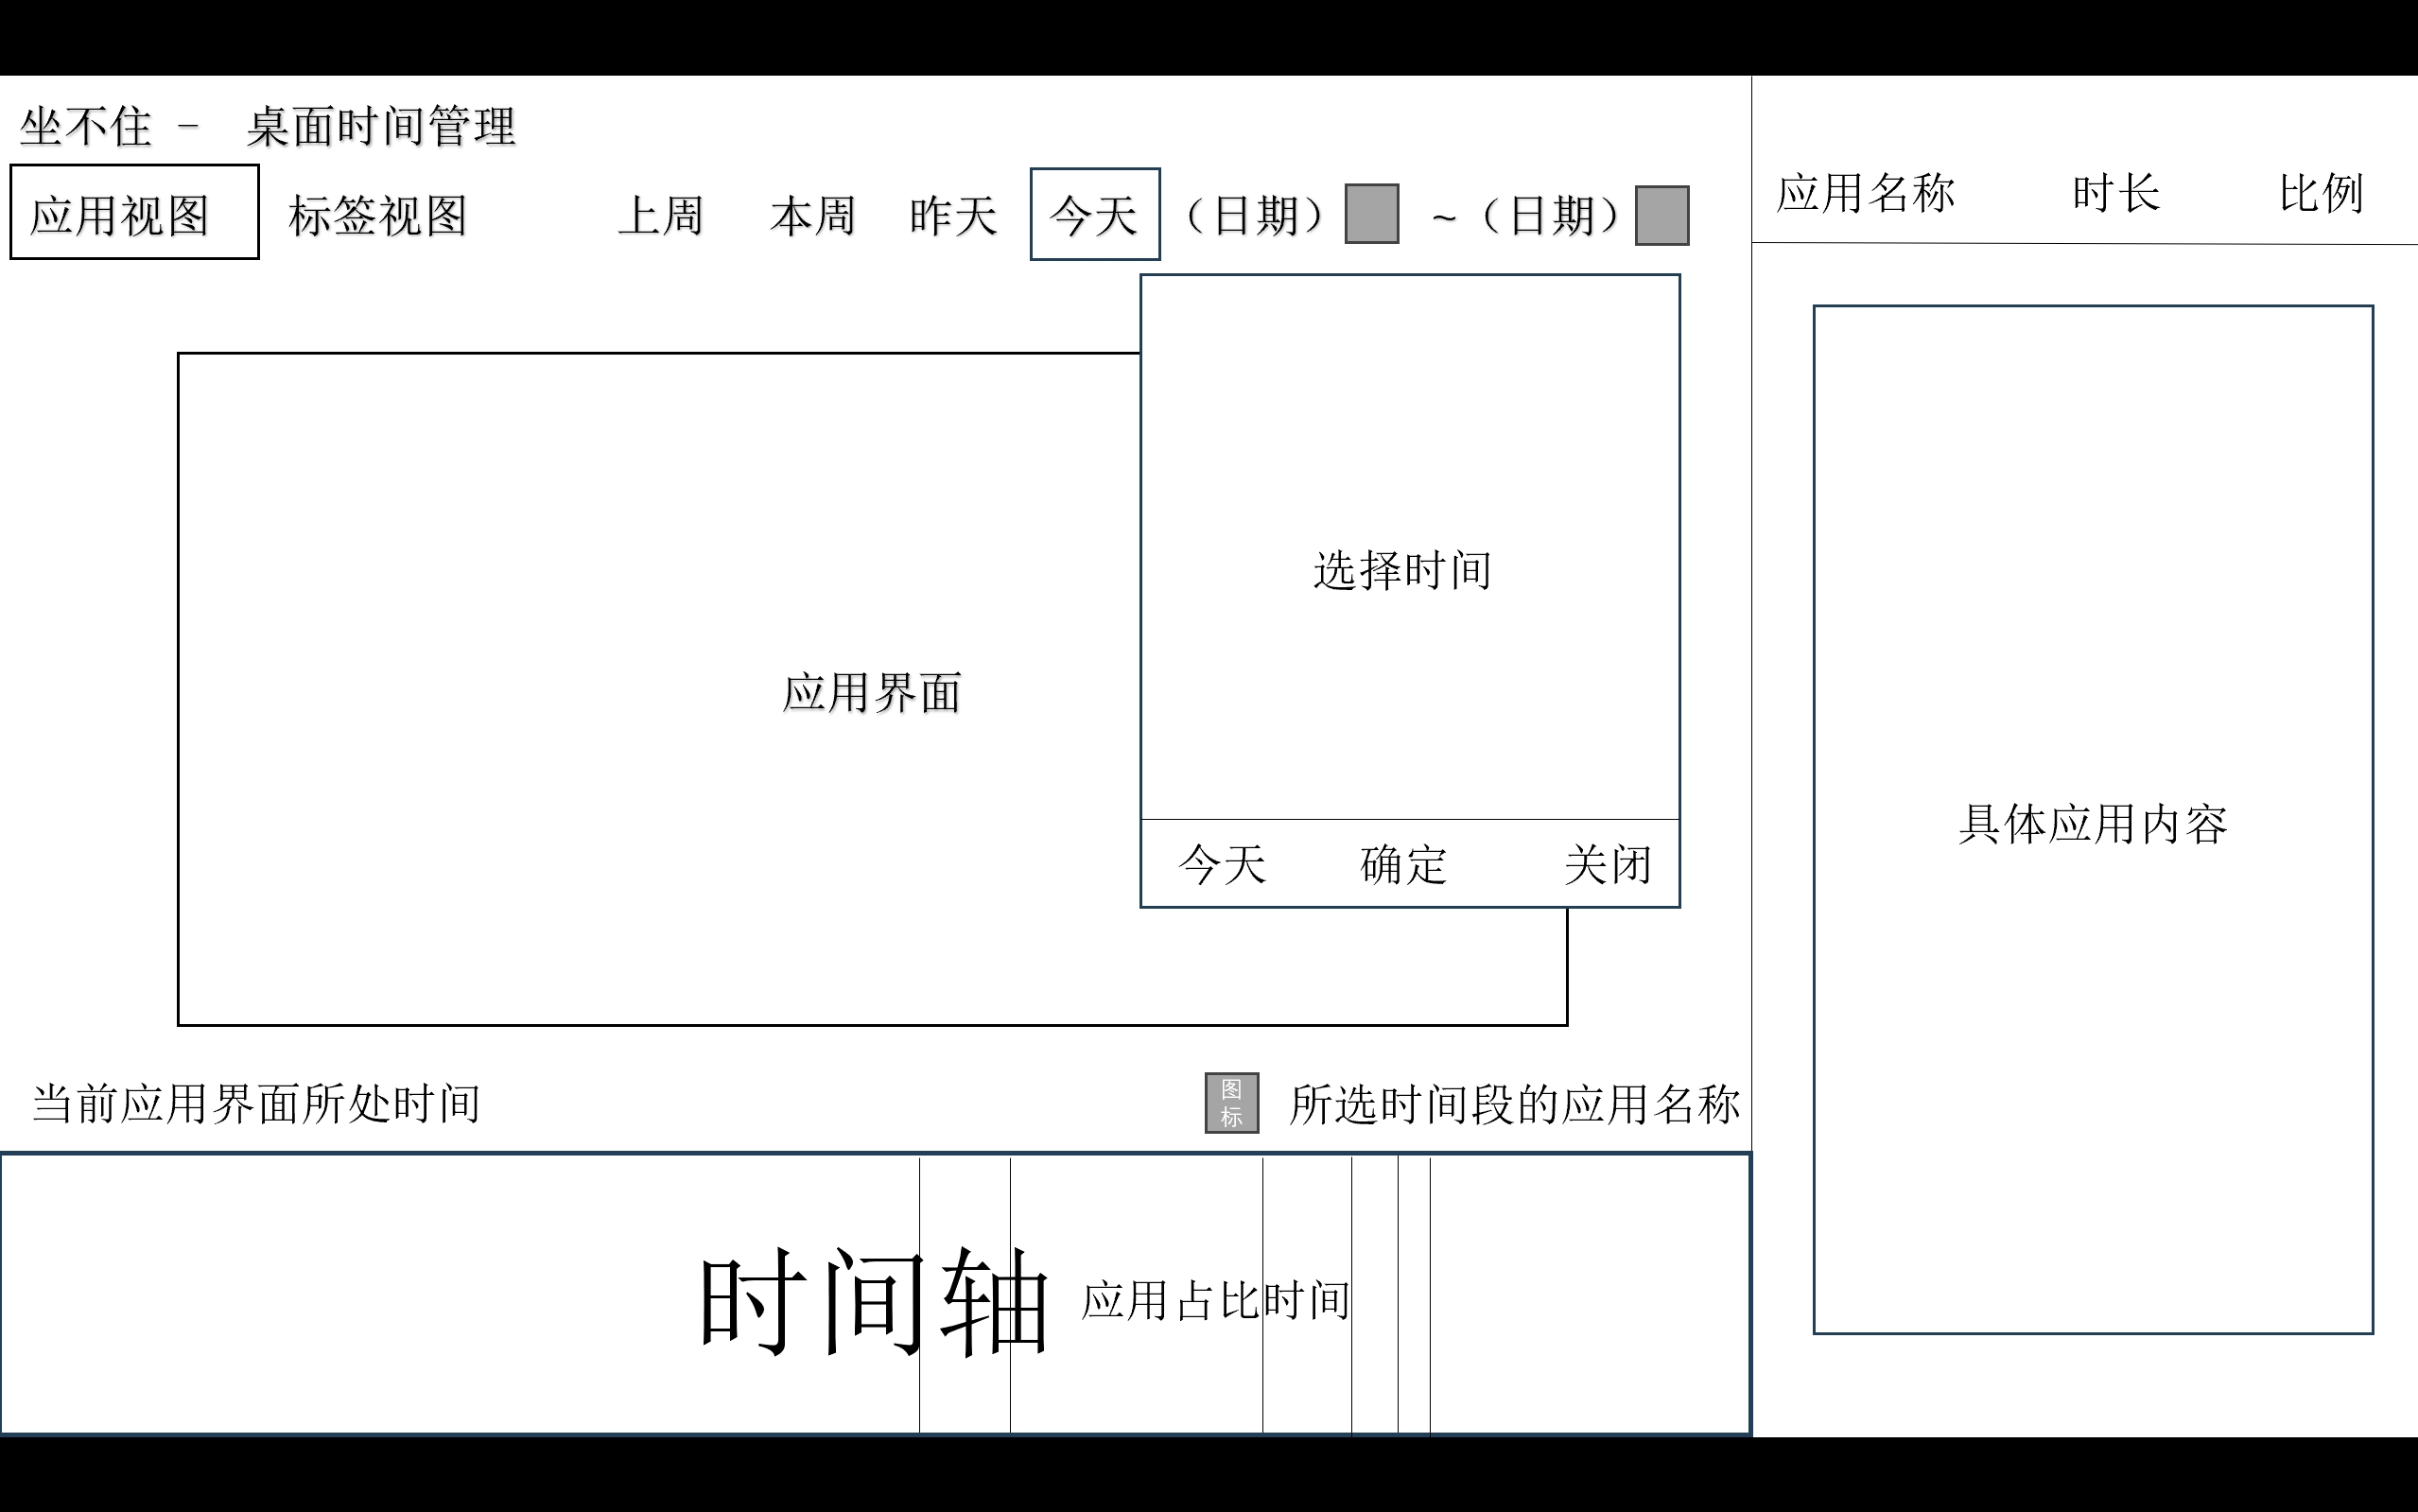 坐不住 - 桌面时间管理
应用视图 标签视图 上周 本周 昨天 今天 （日期） ~（日期）
应用名称 时长 比例
选择时间
应用界面
今天 确定 关闭
具体应用内容
当前应用界面所处时间
图
标
所选时间段的应用名称
时间轴 应用占比时间